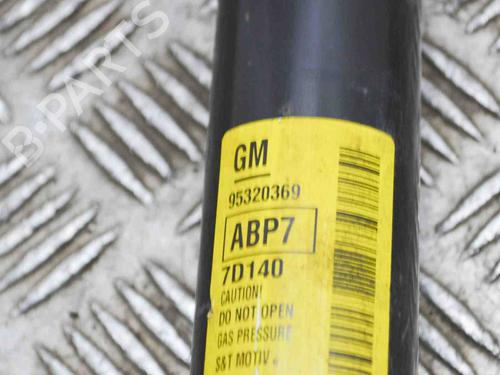 B-PARTS
GM
95320369
ABP7
7D140
CAUTION!
DO NOT OPEN
GAS PRESSURE
S&T MOTIV